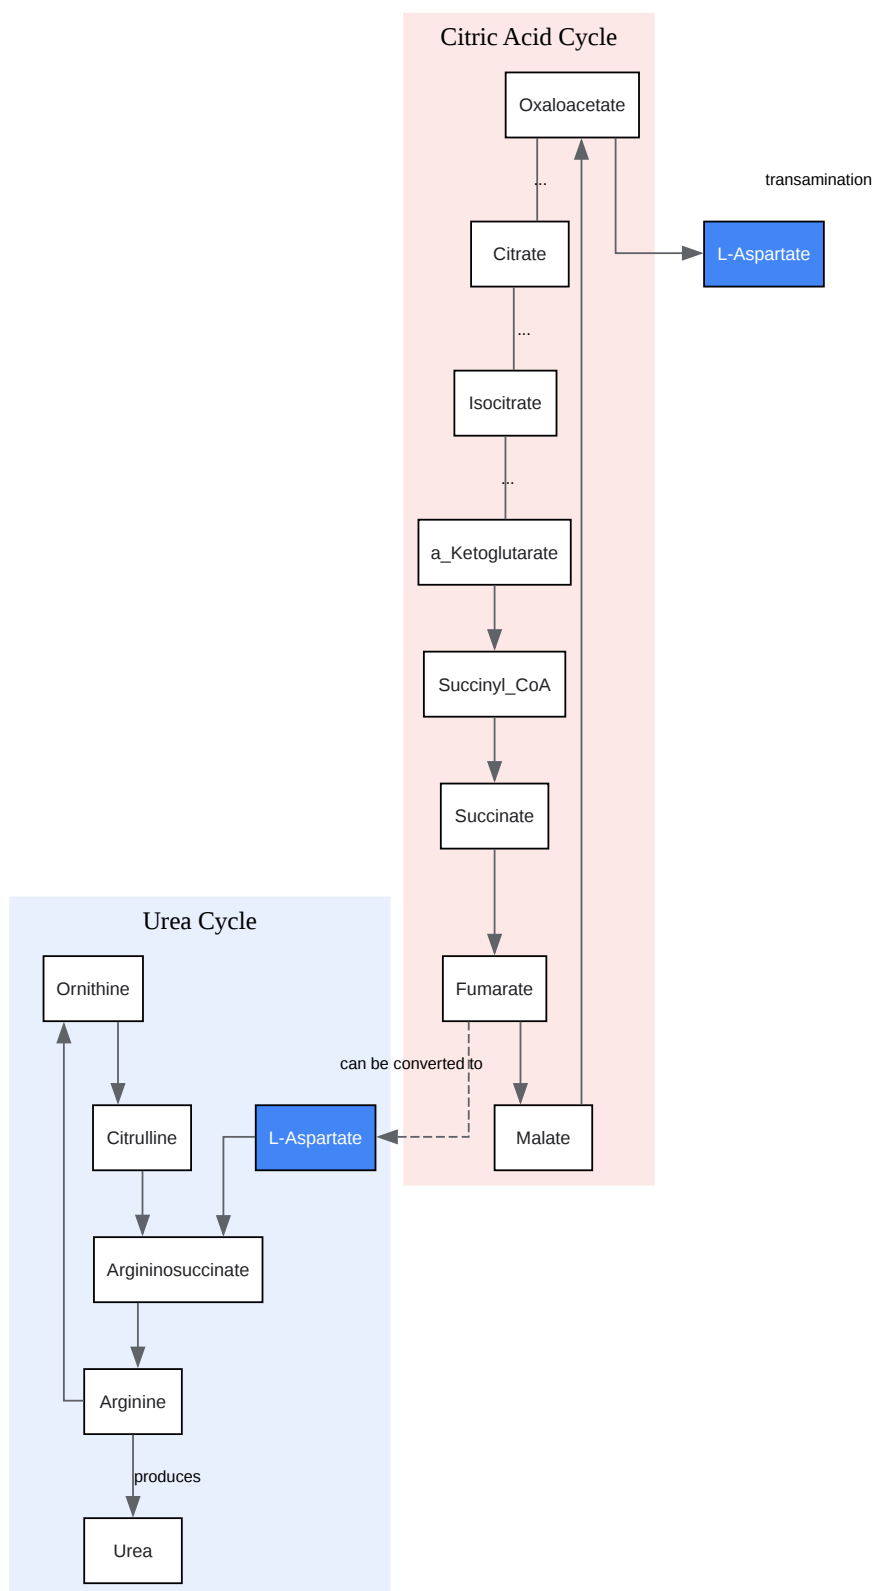 Citric Acid Cycle
Oxaloacetate
...
transamination
Citrate
L-Aspartate
...
Isocitrate
...
a_Ketoglutarate
Succinyl_CoA
Succinate
Urea Cycle
Ornithine
Fumarate
can be converted to
Citrulline
L-Aspartate
Malate
Argininosuccinate
Arginine
produces
Urea